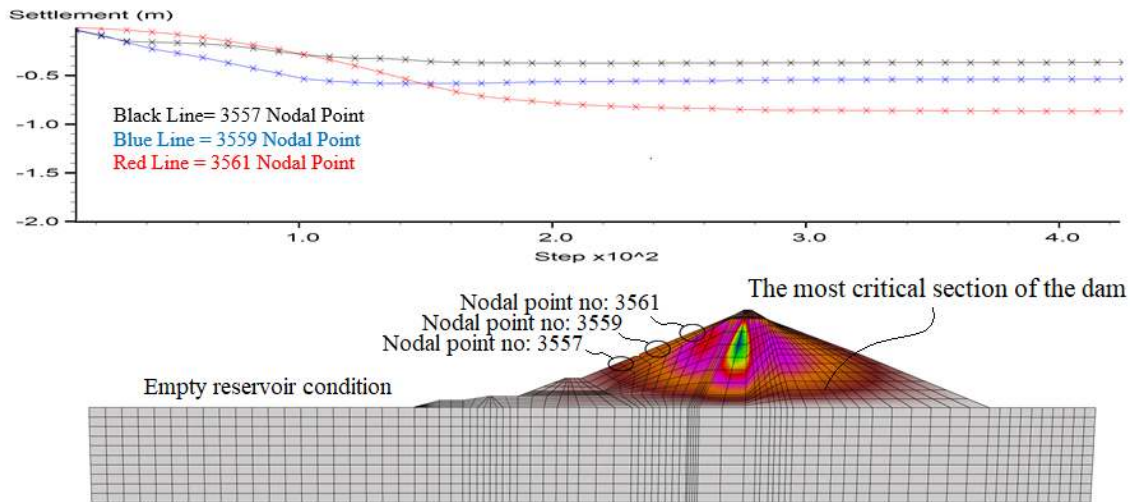 Settlement (m)
-0.5
-1.0
-1.5
-2.0
Black Line= 3557 Nodal Point
Blue Line = 3559 Nodal Point
Red Line = 3561 Nodal Point
1.0
2.0
3.0
4.0
Step x10^2
Nodal point no: 3561
The most critical section of the dam
Nodal point no: 3559
Nodal point no: 3557
Empty reservoir condition